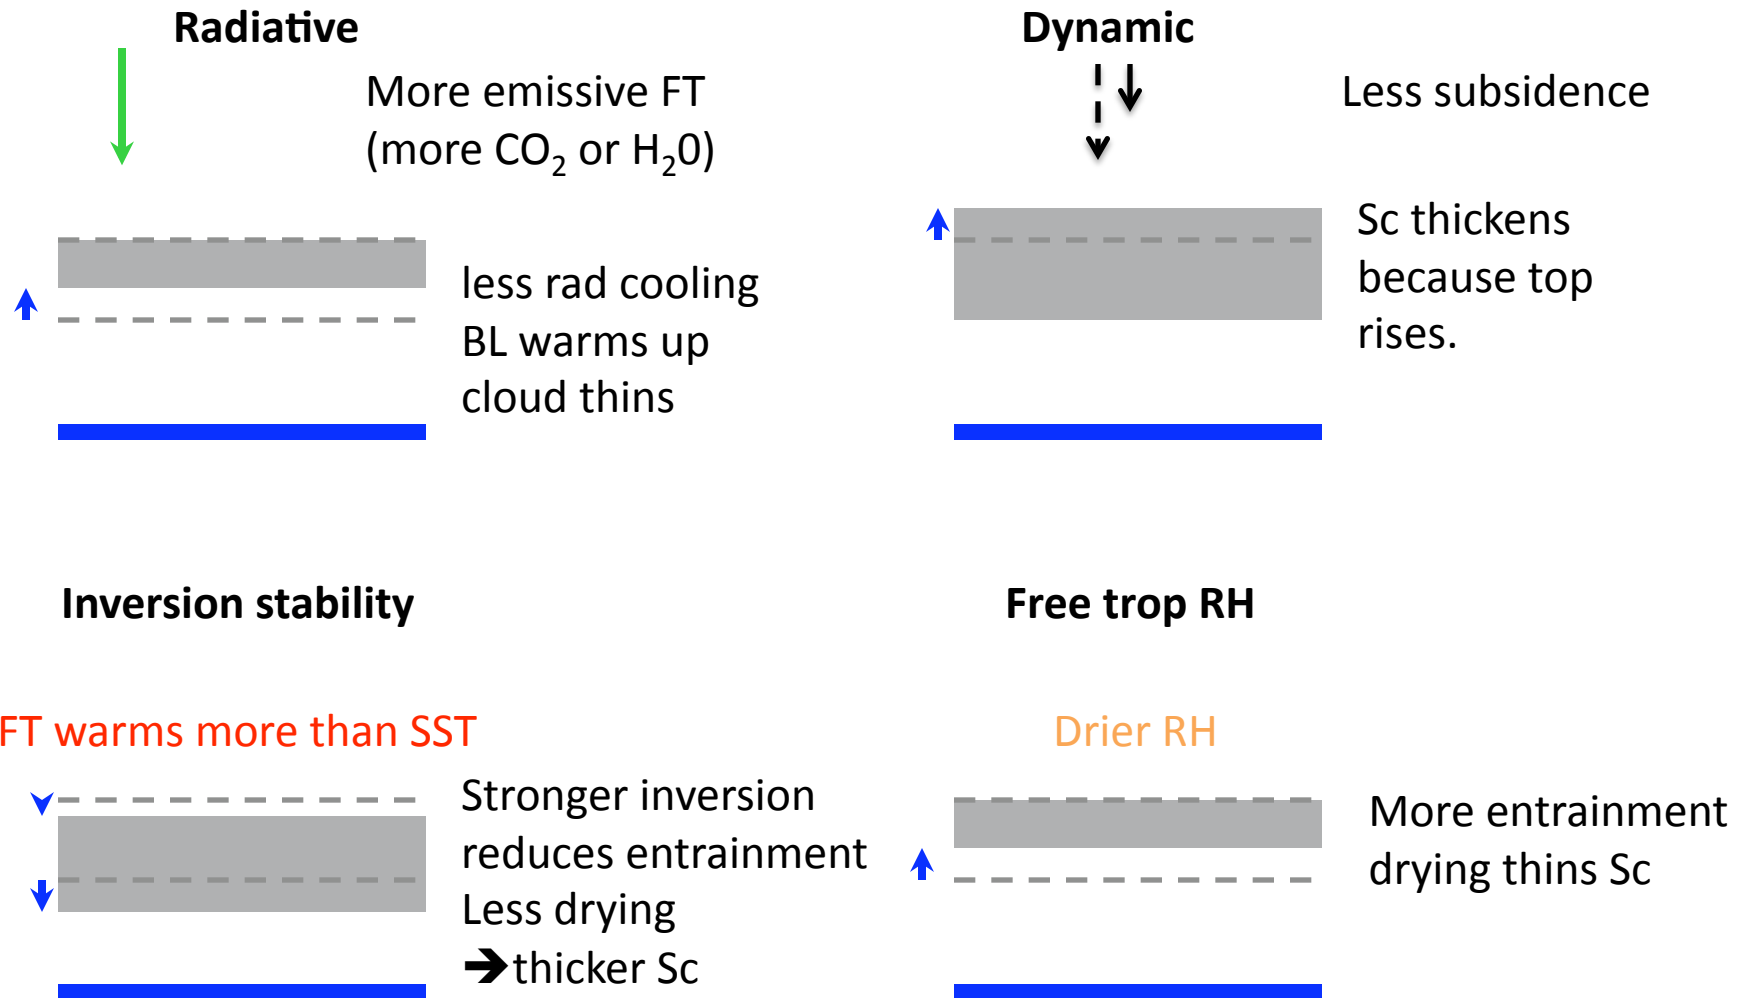 Radiative
More emissive FT
(more CO₂ or H₂0)
less rad cooling
BL warms up
cloud thins
Dynamic
Less subsidence
Sc thickens
because top
rises.
Inversion stability
FT warms more than SST
Stronger inversion
reduces entrainment
Less drying
➔thicker Sc
Free trop RH
Drier RH
More entrainment
drying thins Sc